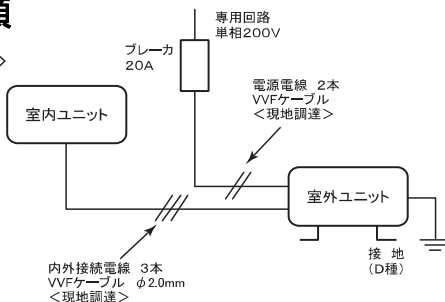 専用回路
単相200V
ブレーカ
20A
電源電線 2本
VVFケーブル
<現地調達>
室内ユニット
室外ユニット
接 地
(D種)
内外接続電線 3本
VVFケーブル φ2.0mm
<現地調達>